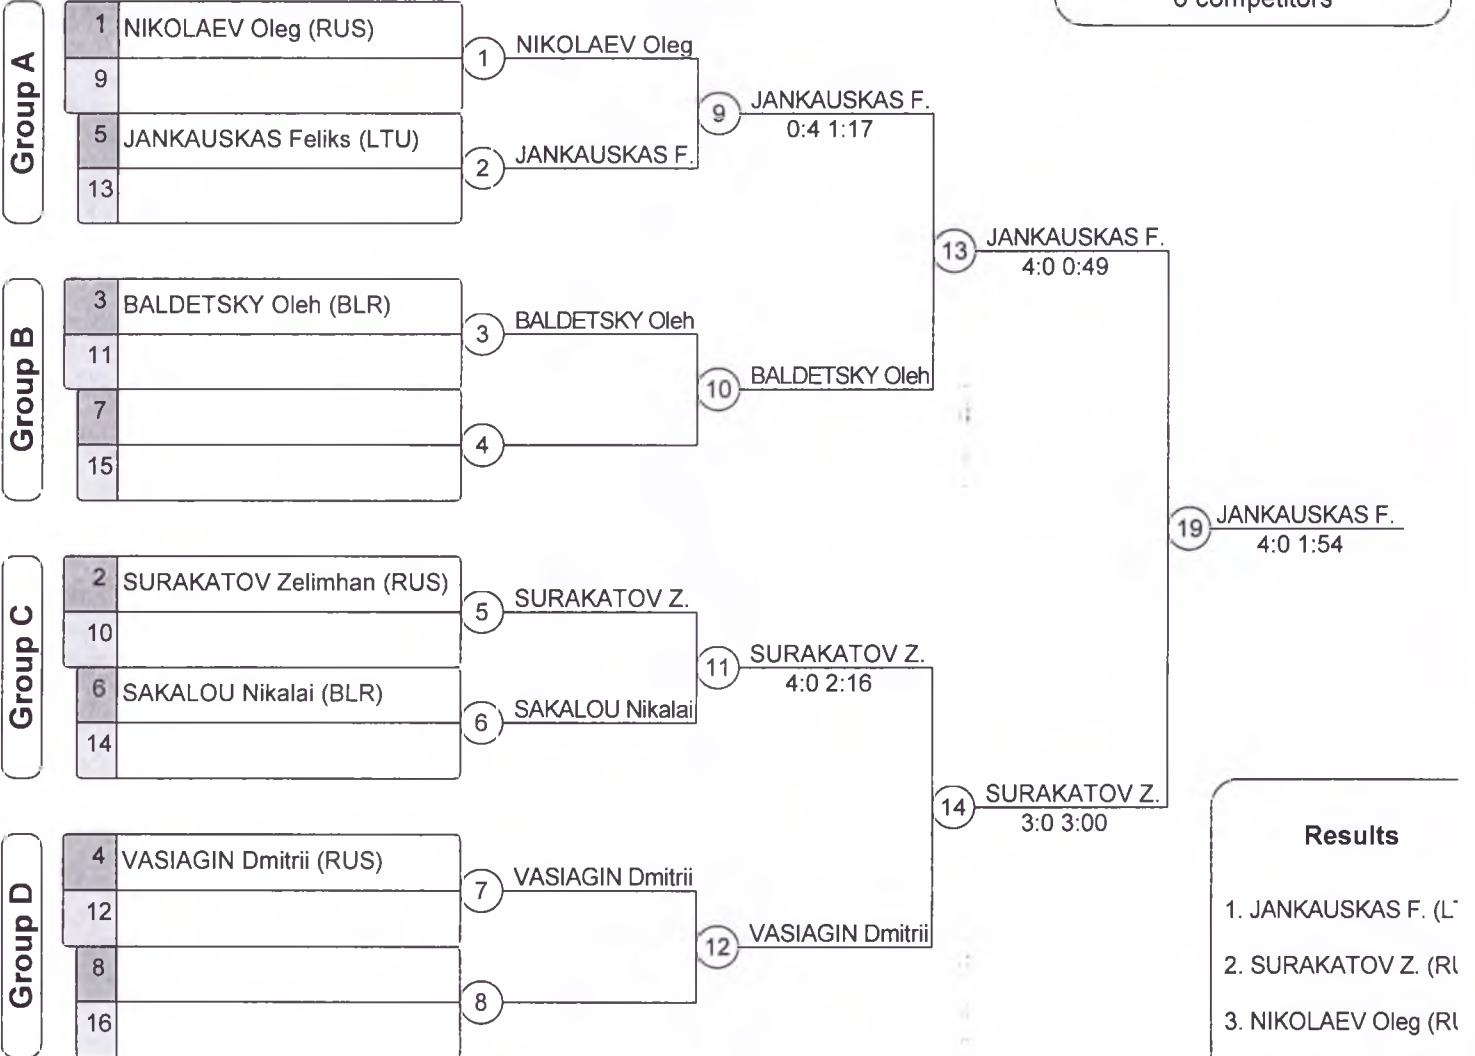 competitors
Group A
1 NIKOLAEV Oleg (RUS)
9
5 JANKAUSKAS Feliks (LTU)
13
1 NIKOLAEV Oleg
2 JANKAUSKAS F.
9 JANKAUSKAS F.
0:4 1:17
13 JANKAUSKAS F.
4:0 0:49
Group B
3 BALDETSKY Oleh (BLR)
11
7
15
3 BALDETSKY Oleh
4
10 BALDETSKY Oleh
19 JANKAUSKAS F.
4:0 1:54
Group C
2 SURAKATOV Zelimhan (RUS)
10
6 SAKALOU Nikalai (BLR)
14
5 SURAKATOV Z.
6 SAKALOU Nikalai
11 SURAKATOV Z.
4:0 2:16
14 SURAKATOV Z.
3:0 3:00
Group D
4 VASIAGIN Dmitrii (RUS)
12
8
16
7 VASIAGIN Dmitrii
8
12 VASIAGIN Dmitrii
Results
1. JANKAUSKAS F. (L
2. SURAKATOV Z. (RU
3. NIKOLAEV Oleg (RU